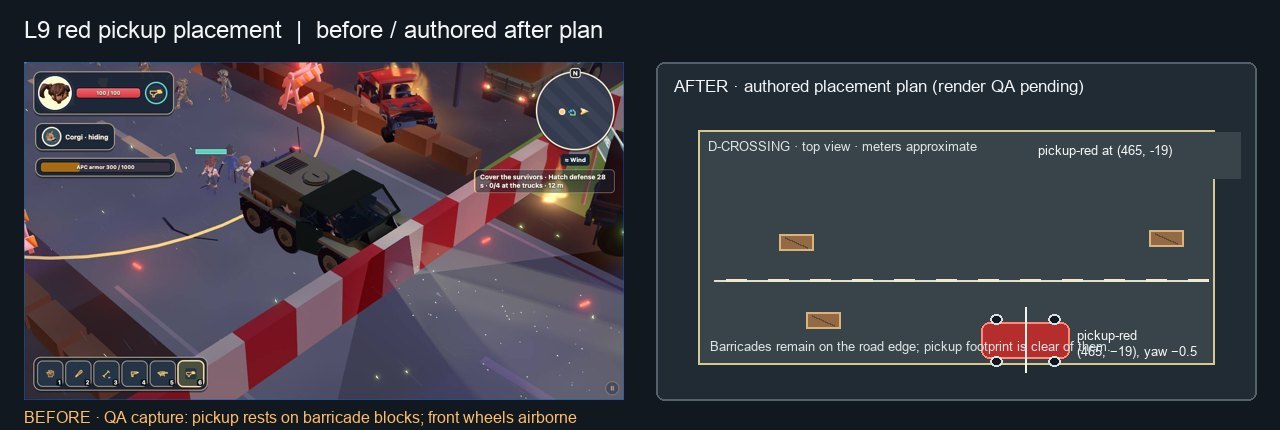 L9 red pickup placement | before / authored after plan
100 / 100
N
Corgi · hiding
APC armor 300 / 1000
≈ Wind
Cover the survivors · Hatch defense 28
s · 0/4 at the trucks · 12 m
1 2 3 4 5 6
BEFORE · QA capture: pickup rests on barricade blocks; front wheels airborne
AFTER · authored placement plan (render QA pending)
D-CROSSING · top view · meters approximate
pickup-red at (465, -19)
pickup-red
(465, −19), yaw −0.5
Barricades remain on the road edge; pickup footprint is clear of them.